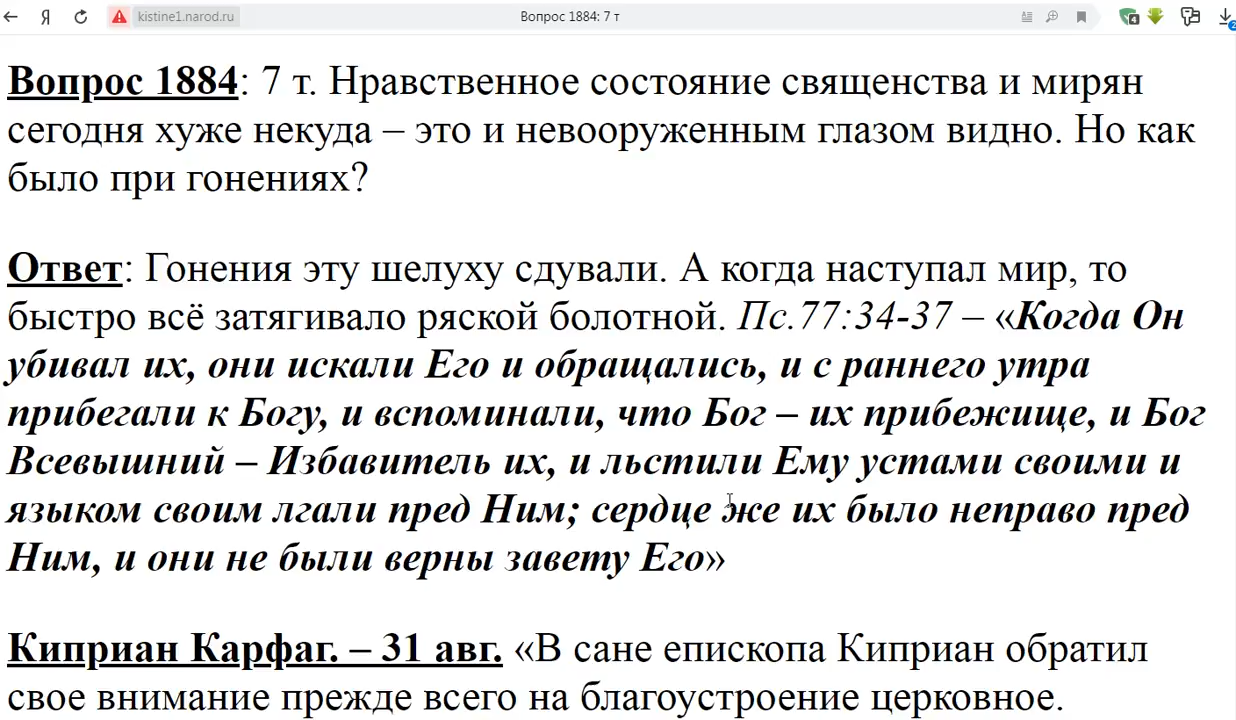 kistine1.narod.ru
Вопрос 1884: 7 т
4
2
Вопрос 1884: 7 т. Нравственное состояние священства и мирян
сегодня хуже некуда – это и невооруженным глазом видно. Но как
было при гонениях?
Ответ: Гонения эту шелуху сдували. А когда наступал мир, то
быстро всё затягивало ряской болотной. Пс.77:34-37 – «Когда Он
убивал их, они искали Его и обращались, и с раннего утра
прибегали к Богу, и вспоминали, что Бог – их прибежище, и Бог
Всевышний – Избавитель их, и льстили Ему устами своими и
языком своим лгали пред Ним; сердце же их было неправо пред
Ним, и они не были верны завету Его»
Киприан Карфаг. – 31 авг. «В сане епископа Киприан обратил
свое внимание прежде всего на благоустроение церковное.